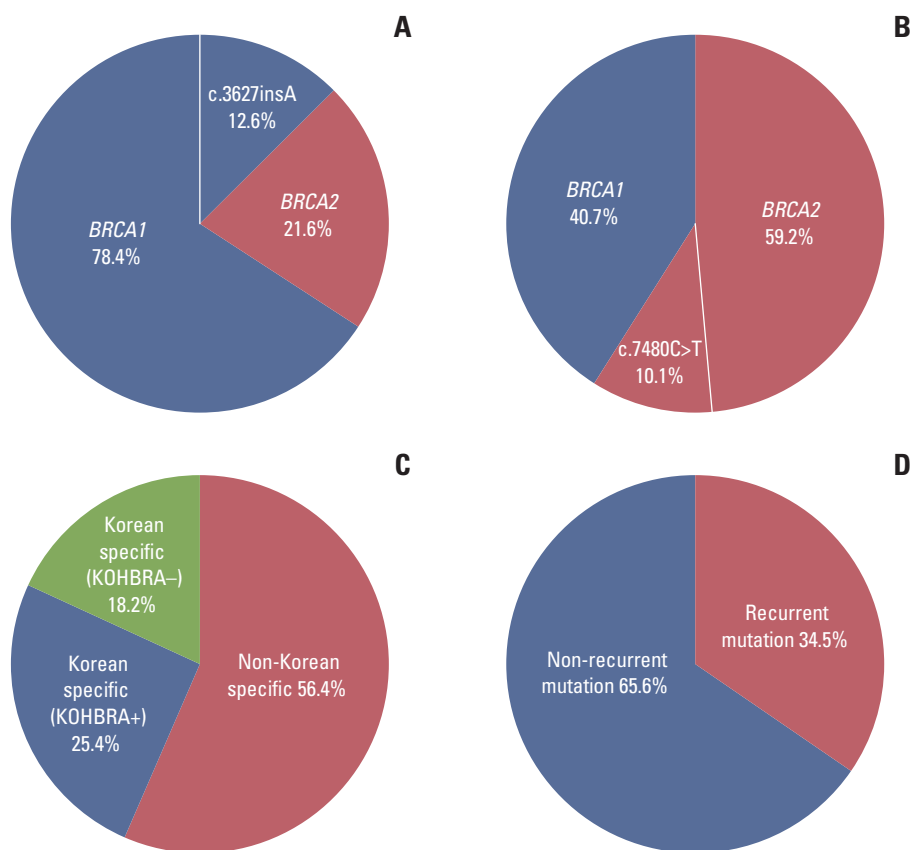 A
c.3627insA
12.6%
BRCA1
78.4%
BRCA2
21.6%
B
BRCA1
40.7%
BRCA2
59.2%
c.7480C>T
10.1%
C
Korean
specific
(KOHBRA–)
18.2%
Korean
specific
(KOHBRA+)
25.4%
Non-Korean
specific 56.4%
D
Non-recurrent
mutation 65.6%
Recurrent
mutation 34.5%